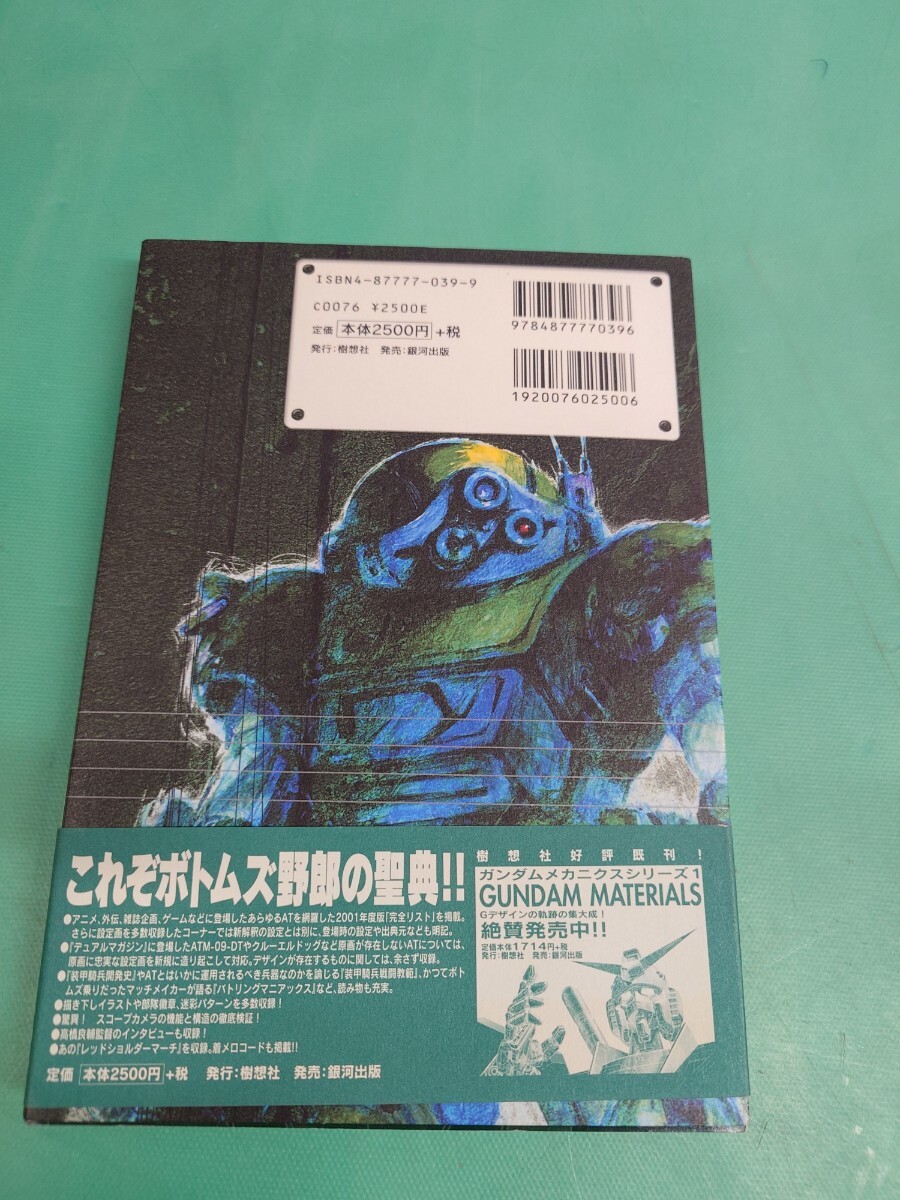 ISBN4-87777-039-9
C0076 ¥2500E
定価 本体2500円 +税
発行:樹想社 発売:銀河出版
9784877770396
1920076025006
これぞボトムズ野郎の聖典!!
●アニメ、外伝、雑誌企画、ゲームなどに登場したあらゆるATを網羅した2001年度版「完全リスト」を掲載。
さらに設定画を多数収録したコーナーでは新解釈の設定とは別に、登場時の設定や出典元なども明記。
●「デュアルマガジン」に登場したATM-09-DTやクルーエルドッグなど原画が存在しないATについては、
原画に忠実な設定画を新規に造り起こして対応。デザインが存在するものに関しては、余さず収録。
●「装甲騎兵開発史」やATとはいかに運用されるべき兵器なのかを論じる「装甲騎兵戦闘教範」、かつてボト
ムズ乗りだったマッチメイカーが語る『バトリングマニアックス』など、読み物も充実。
●描き下しイラストや部隊徽章、迷彩パターンを多数収録!
●驚異! スコープカメラの機能と構造の徹底検証!
●高橋良輔監督のインタビューも収録!
●あの『レッドショルダーマーチ』を収録。着メロコードも掲載!!
定価 本体2500円 +税 発行:樹想社 発売:銀河出版
樹想社好評既刊!
ガンダムメカニクスシリーズ1
GUNDAM MATERIALS
Gデザインの軌跡の集大成!
絶賛発売中!!
定価本体1714円+税
発行:樹想社 発売:銀河出版